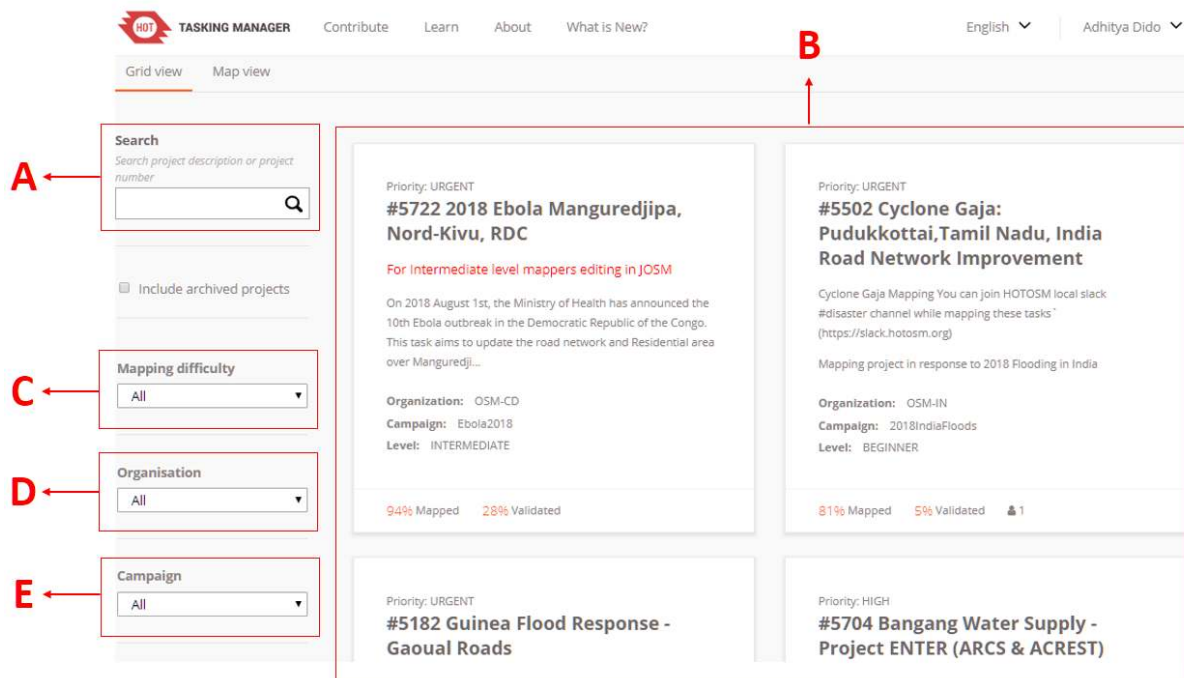 HOT TASKING MANAGER Contribute Learn About What is New? English Adhitya Dido
B
Grid view Map view
A
Search
Search project description or project
number
Include archived projects
C
Mapping difficulty
All
D
Organisation
All
E
Campaign
All
Priority: URGENT
#5722 2018 Ebola Manguredjipa,
Nord-Kivu, RDC
For Intermediate level mappers editing in JOSM
On 2018 August 1st, the Ministry of Health has announced the
10th Ebola outbreak in the Democratic Republic of the Congo.
This task aims to update the road network and Residential area
over Manguredji...
Organization: OSM-CD
Campaign: Ebola2018
Level: INTERMEDIATE
94% Mapped 28% Validated
Priority: URGENT
#5502 Cyclone Gaja:
Pudukkottai,Tamil Nadu, India
Road Network Improvement
Cyclone Gaja Mapping You can join HOTOSM local slack
#disaster channel while mapping these tasks ̂
(https://slack.hotosm.org)
Mapping project in response to 2018 Flooding in India
Organization: OSM-IN
Campaign: 2018IndiaFloods
Level: BEGINNER
81% Mapped 5% Validated 1
Priority: URGENT
#5182 Guinea Flood Response -
Gaoual Roads
Priority: HIGH
#5704 Bangang Water Supply -
Project ENTER (ARCS & ACREST)